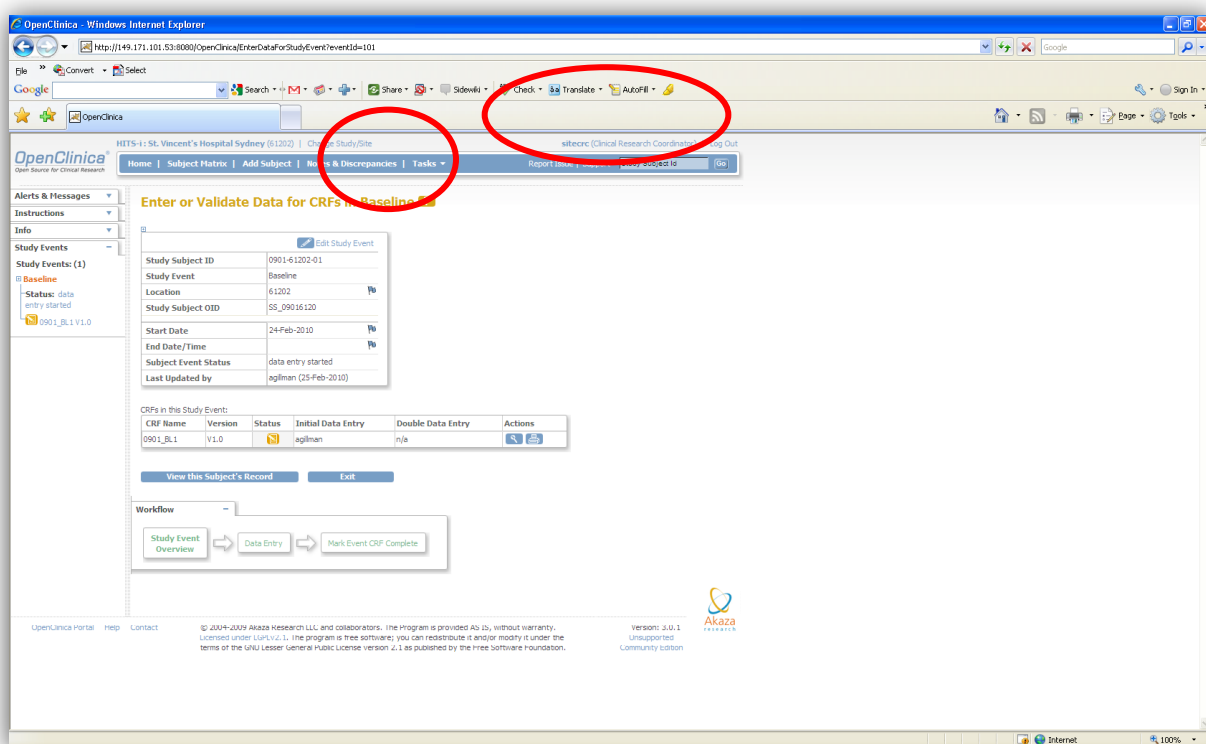 OpenClinica - Windows Internet Explorer
http://149.171.101.53:8080/OpenClinica/EnterDataForStudyEvent?eventId=101
Google
File » Convert Select
Google Search M Share Sidewiki Check Translate AutoFill Sign In
OpenClinica Page Tools
HITS-i: St. Vincent's Hospital Sydney (61202) | Change Study/Site sitecrc (Clinical Research Coordinator) Log Out
OpenClinica
Open Source for Clinical Research
Home | Subject Matrix | Add Subject | Notes & Discrepancies | Tasks Report Issue | Study Subject Id Go
Alerts & Messages
Instructions
Info
Study Events
Study Events: (1)
Baseline
Status: data
entry started
0901_BL1 V1.0
Enter or Validate Data for CRFs in Baseline
Edit Study Event
Study Subject ID 0901-61202-01
Study Event Baseline
Location 61202
Study Subject OID SS_09016120
Start Date 24-Feb-2010
End Date/Time
Subject Event Status data entry started
Last Updated by agilman (25-Feb-2010)
CRFs in this Study Event:
CRF Name Version Status Initial Data Entry Double Data Entry Actions
0901_BL1 V1.0 agilman n/a
View this Subject's Record Exit
Workflow
Study Event
Overview
Data Entry
Mark Event CRF Complete
Akaza
research
OpenClinica Portal Help Contact
© 2004-2009 Akaza Research LLC and collaborators. The Program is provided AS IS, without warranty.
Licensed under LGPLv2.1. The program is free software; you can redistribute it and/or modify it under the
terms of the GNU Lesser General Public License version 2.1 as published by the Free Software Foundation.
Version: 3.0.1
Unsupported
Community Edition
Internet 100%